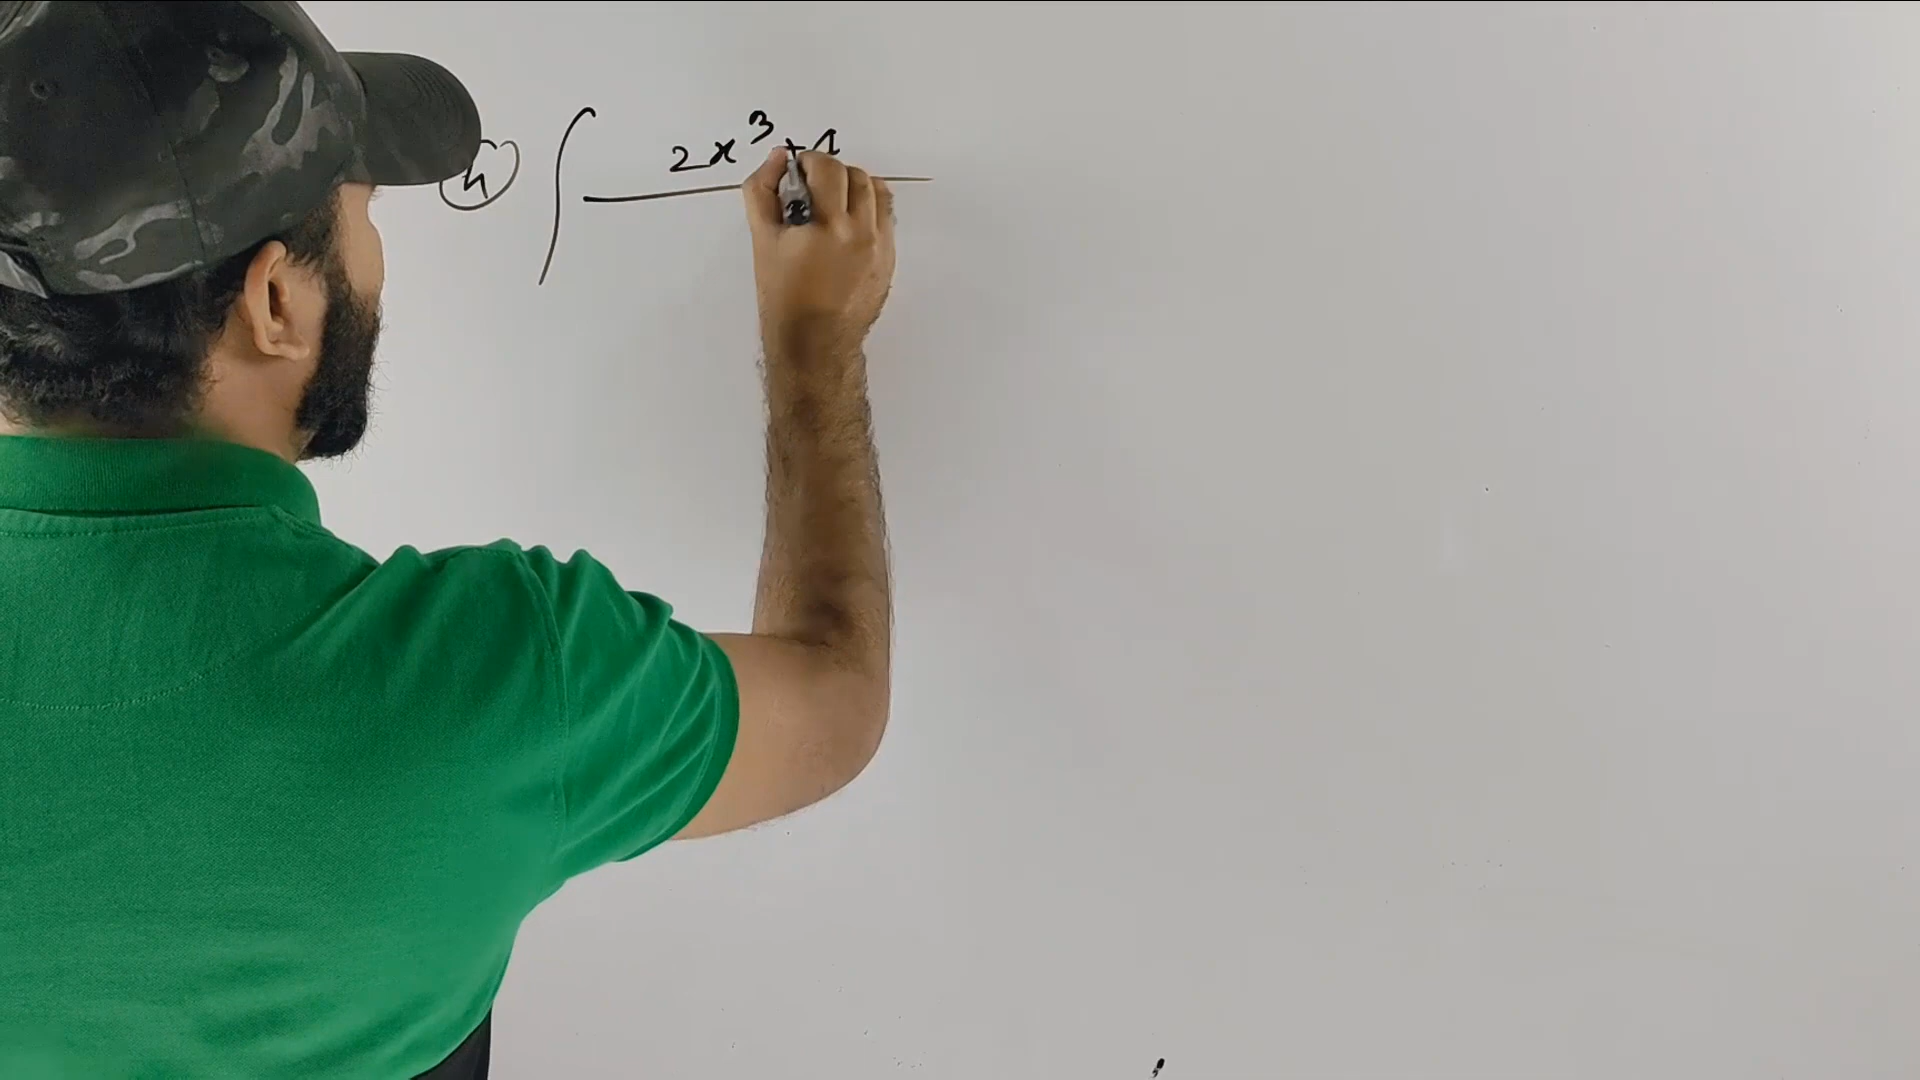 ④ ∫ 2x³ + 1